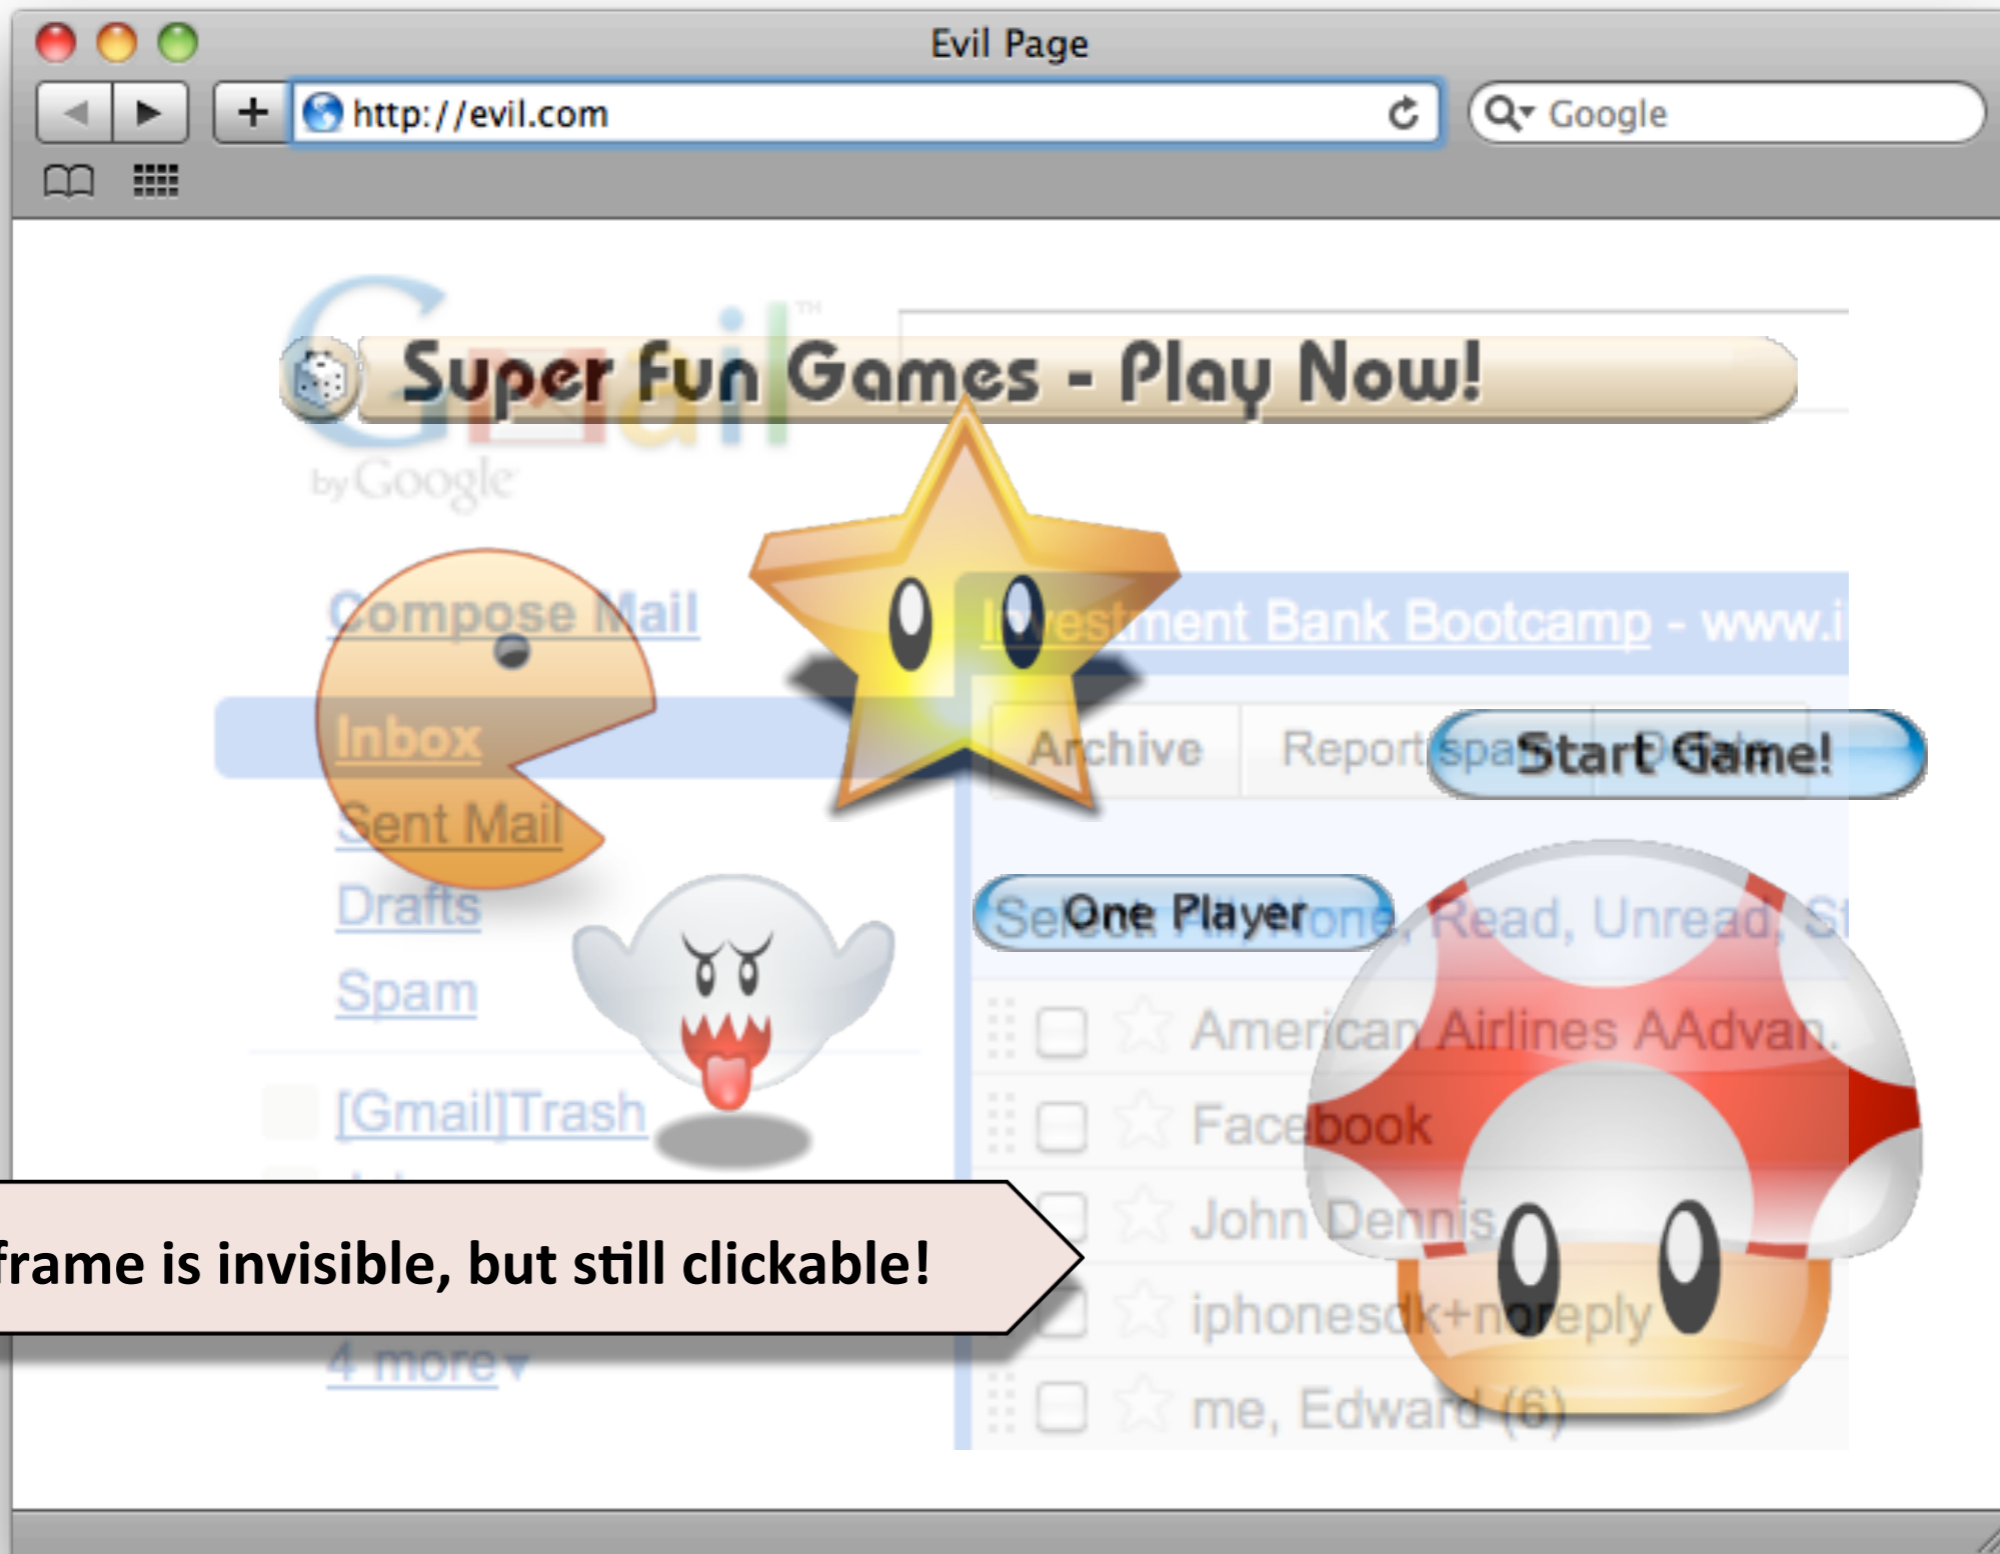 Evil Page
http://evil.com
Google
Gmail™
Super Fun Games - Play Now!
by Google
Compose Mail
Investment Bank Bootcamp - www.i
Inbox
Archive
Report spam
Start Game!
Sent Mail
Drafts
One Player
Select: All, None, Read, Unread, St
Spam
American Airlines AAdvan.
[Gmail]Trash
Facebook
John Dennis
frame is invisible, but still clickable!
iphonesdk+noreply
4 more▾
me, Edward (6)